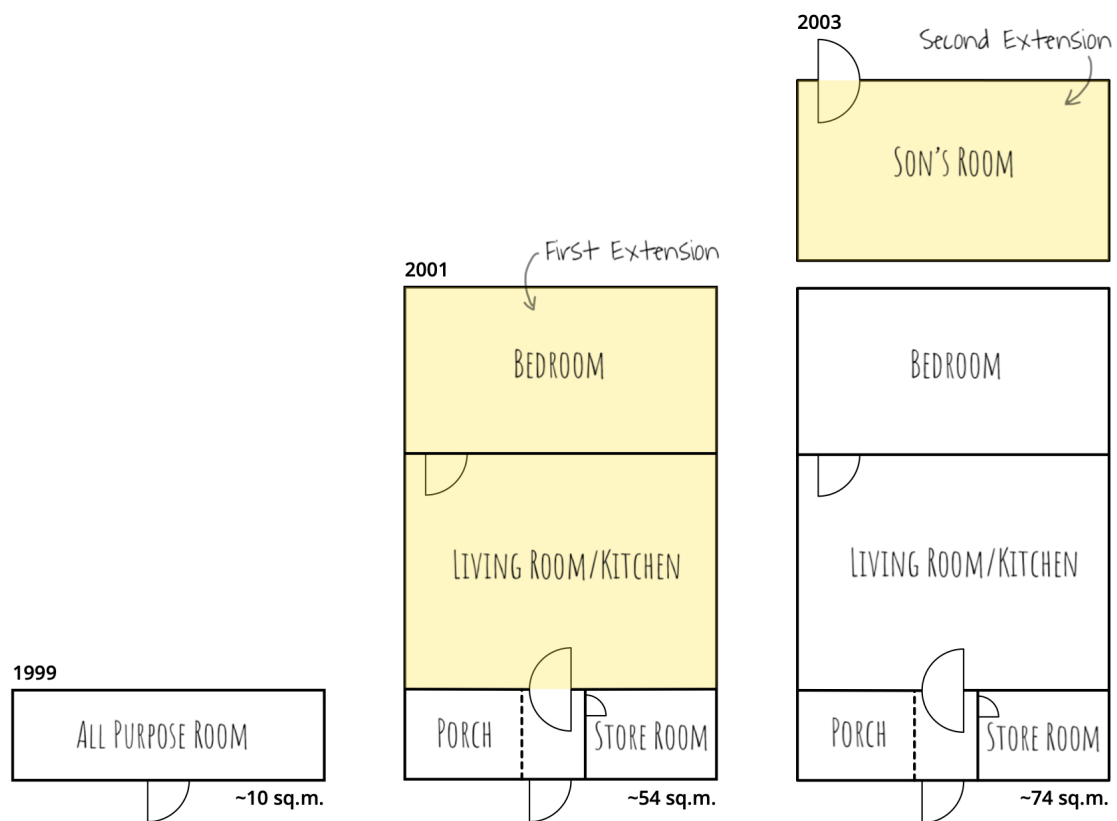 1999
ALL PURPOSE ROOM
~10 sq.m.
First Extension
2001
BEDROOM
LIVING ROOM/KITCHEN
PORCH
STORE ROOM
~54 sq.m.
2003
Second Extension
SON'S ROOM
BEDROOM
LIVING ROOM/KITCHEN
PORCH
STORE ROOM
~74 sq.m.